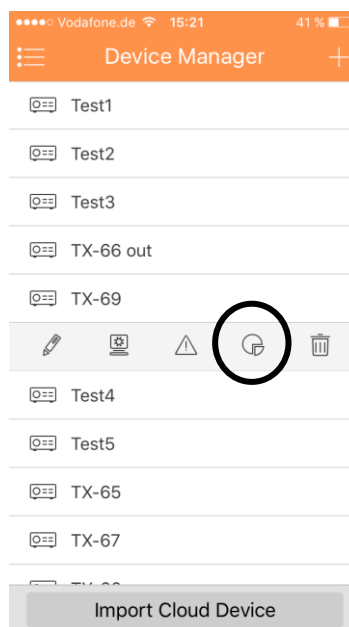 Vodafone.de 15:21 41 %
Device Manager
Test1
Test2
Test3
TX-66 out
TX-69
Test4
Test5
TX-65
TX-67
Import Cloud Device